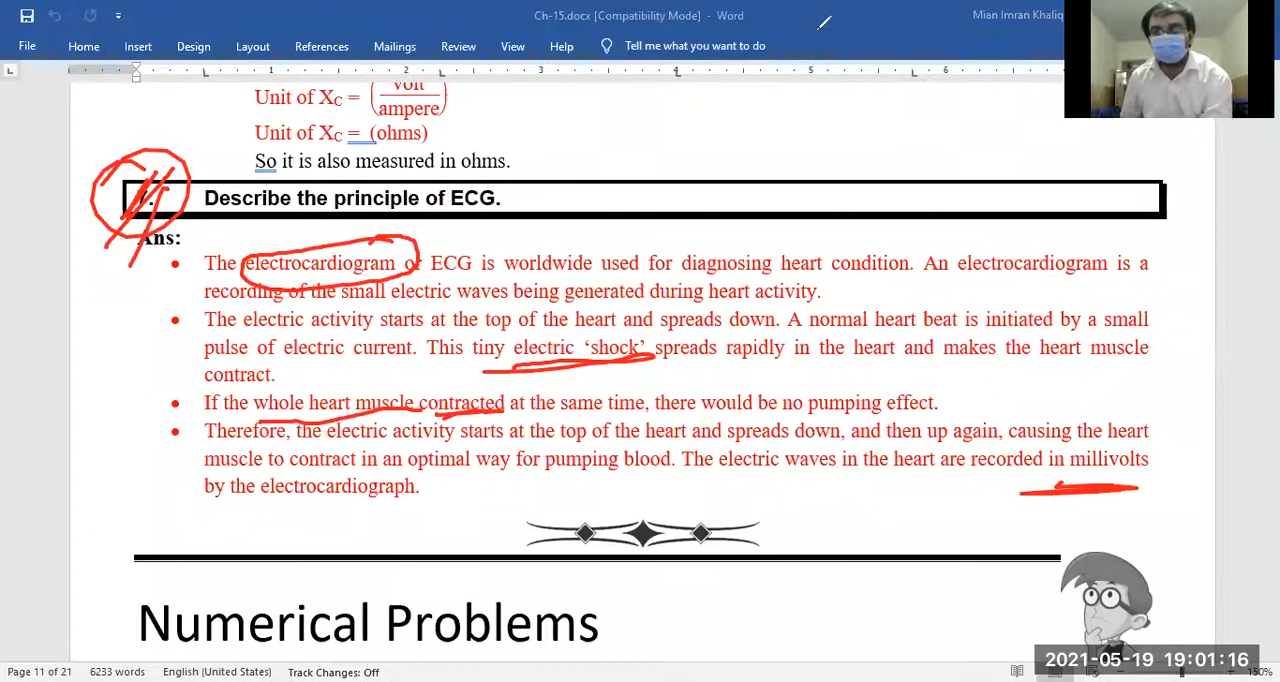 Ch-15.docx [Compatibility Mode] - Word
Mian Imran Khaliq
File Home Insert Design Layout References Mailings Review View Help Tell me what you want to do
1 2 3 4 5 6
Unit of XC = (volt
ampere)
Unit of XC = (ohms)
So it is also measured in ohms.
Describe the principle of ECG.
Ans:
• The electrocardiogram or ECG is worldwide used for diagnosing heart condition. An electrocardiogram is a
recording of the small electric waves being generated during heart activity.
• The electric activity starts at the top of the heart and spreads down. A normal heart beat is initiated by a small
pulse of electric current. This tiny electric ‘shock’ spreads rapidly in the heart and makes the heart muscle
contract.
• If the whole heart muscle contracted at the same time, there would be no pumping effect.
• Therefore, the electric activity starts at the top of the heart and spreads down, and then up again, causing the heart
muscle to contract in an optimal way for pumping blood. The electric waves in the heart are recorded in millivolts
by the electrocardiograph.
Numerical Problems
2021-05-19 19:01:16
Page 11 of 21 6233 words English (United States) Track Changes: Off 150%